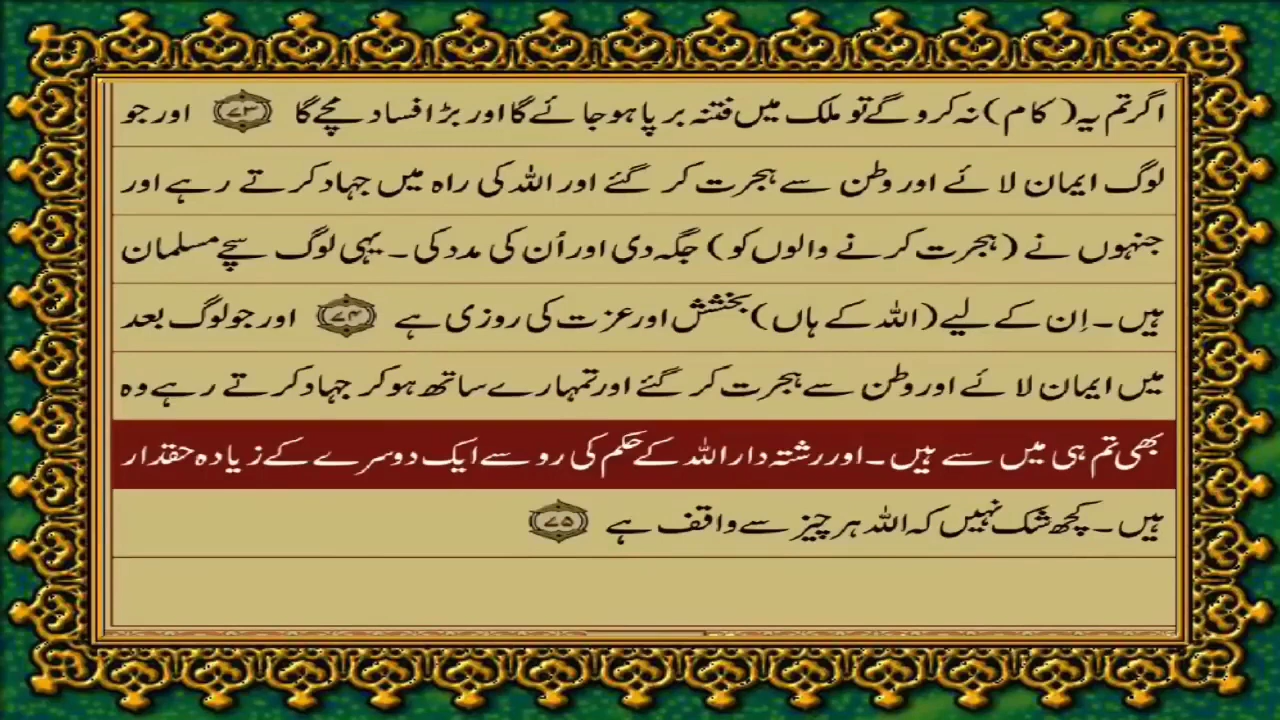 اگر تم یہ (کام) نہ کرو گے تو ملک میں فتنہ برپا ہو جائے گا اور بڑا فساد مچے گا ۷۳ اور جو
لوگ ایمان لائے اور وطن سے ہجرت کر گئے اور اللہ کی راہ میں جہاد کرتے رہے اور
جنہوں نے (ہجرت کرنے والوں کو) جگہ دی اور اُن کی مدد کی۔ یہی لوگ سچے مسلمان
ہیں۔ اِن کے لیے (اللہ کے ہاں) بخشش اور عزت کی روزی ہے ۷۴ اور جو لوگ بعد
میں ایمان لائے اور وطن سے ہجرت کر گئے اور تمہارے ساتھ ہو کر جہاد کرتے رہے وہ
بھی تم ہی میں سے ہیں۔ اور رشتہ دار اللہ کے حکم کی رو سے ایک دوسرے کے زیادہ حقدار
ہیں۔ کچھ شک نہیں کہ اللہ ہر چیز سے واقف ہے ۷۵